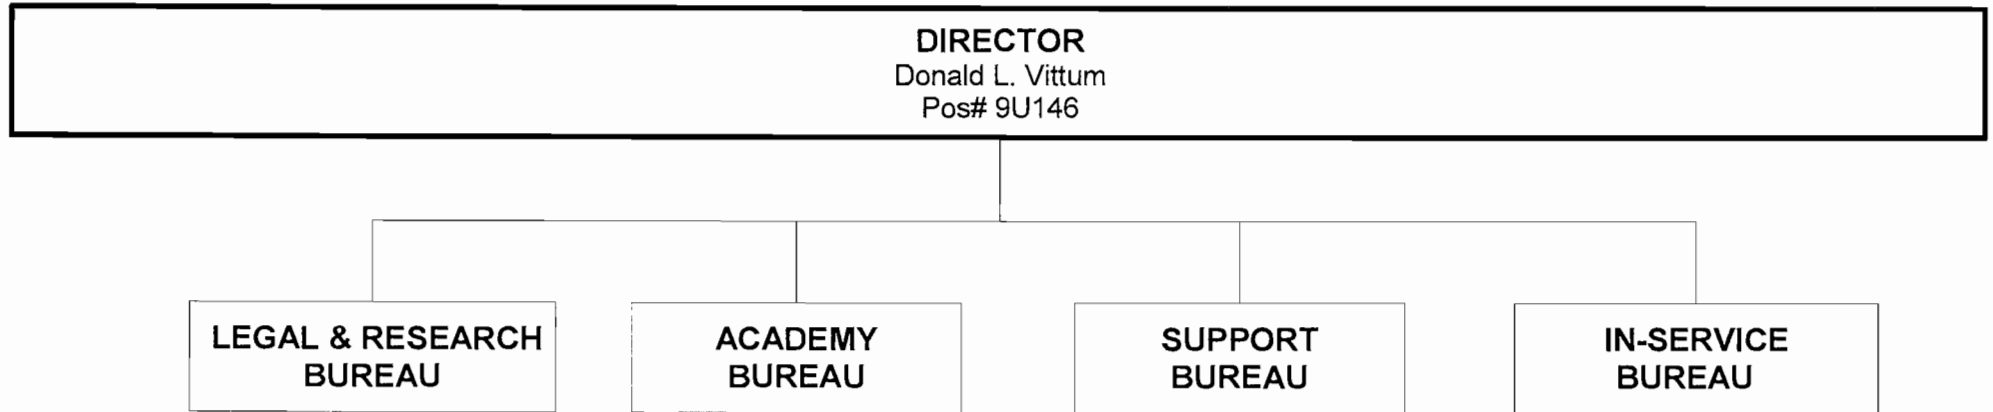 DIRECTOR
Donald L. Vittum
Pos# 9U146
LEGAL & RESEARCH
BUREAU
ACADEMY
BUREAU
SUPPORT
BUREAU
IN-SERVICE
BUREAU